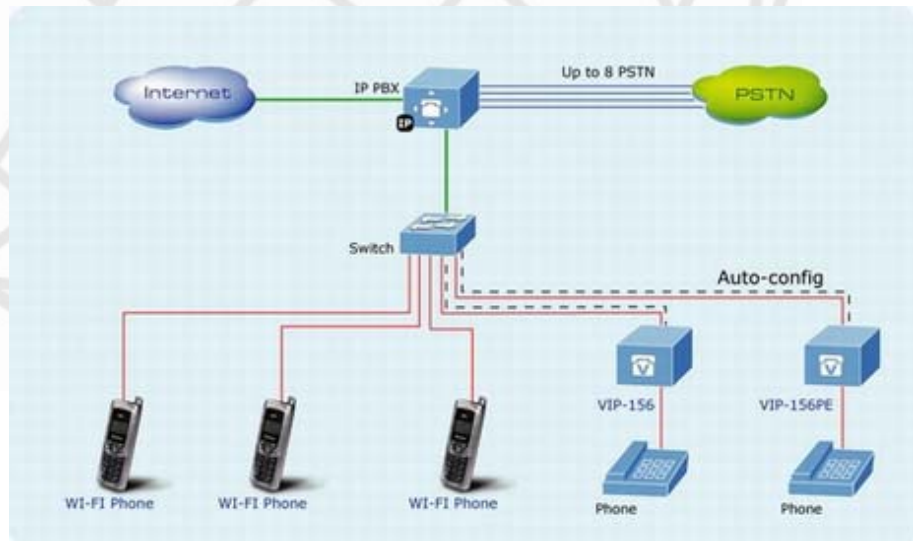 Internet
IP PBX
IP
Up to 8 PSTN
PSTN
Switch
Auto-config
V
V
VIP-156
VIP-156PE
WI-FI Phone
WI-FI Phone
WI-FI Phone
Phone
Phone